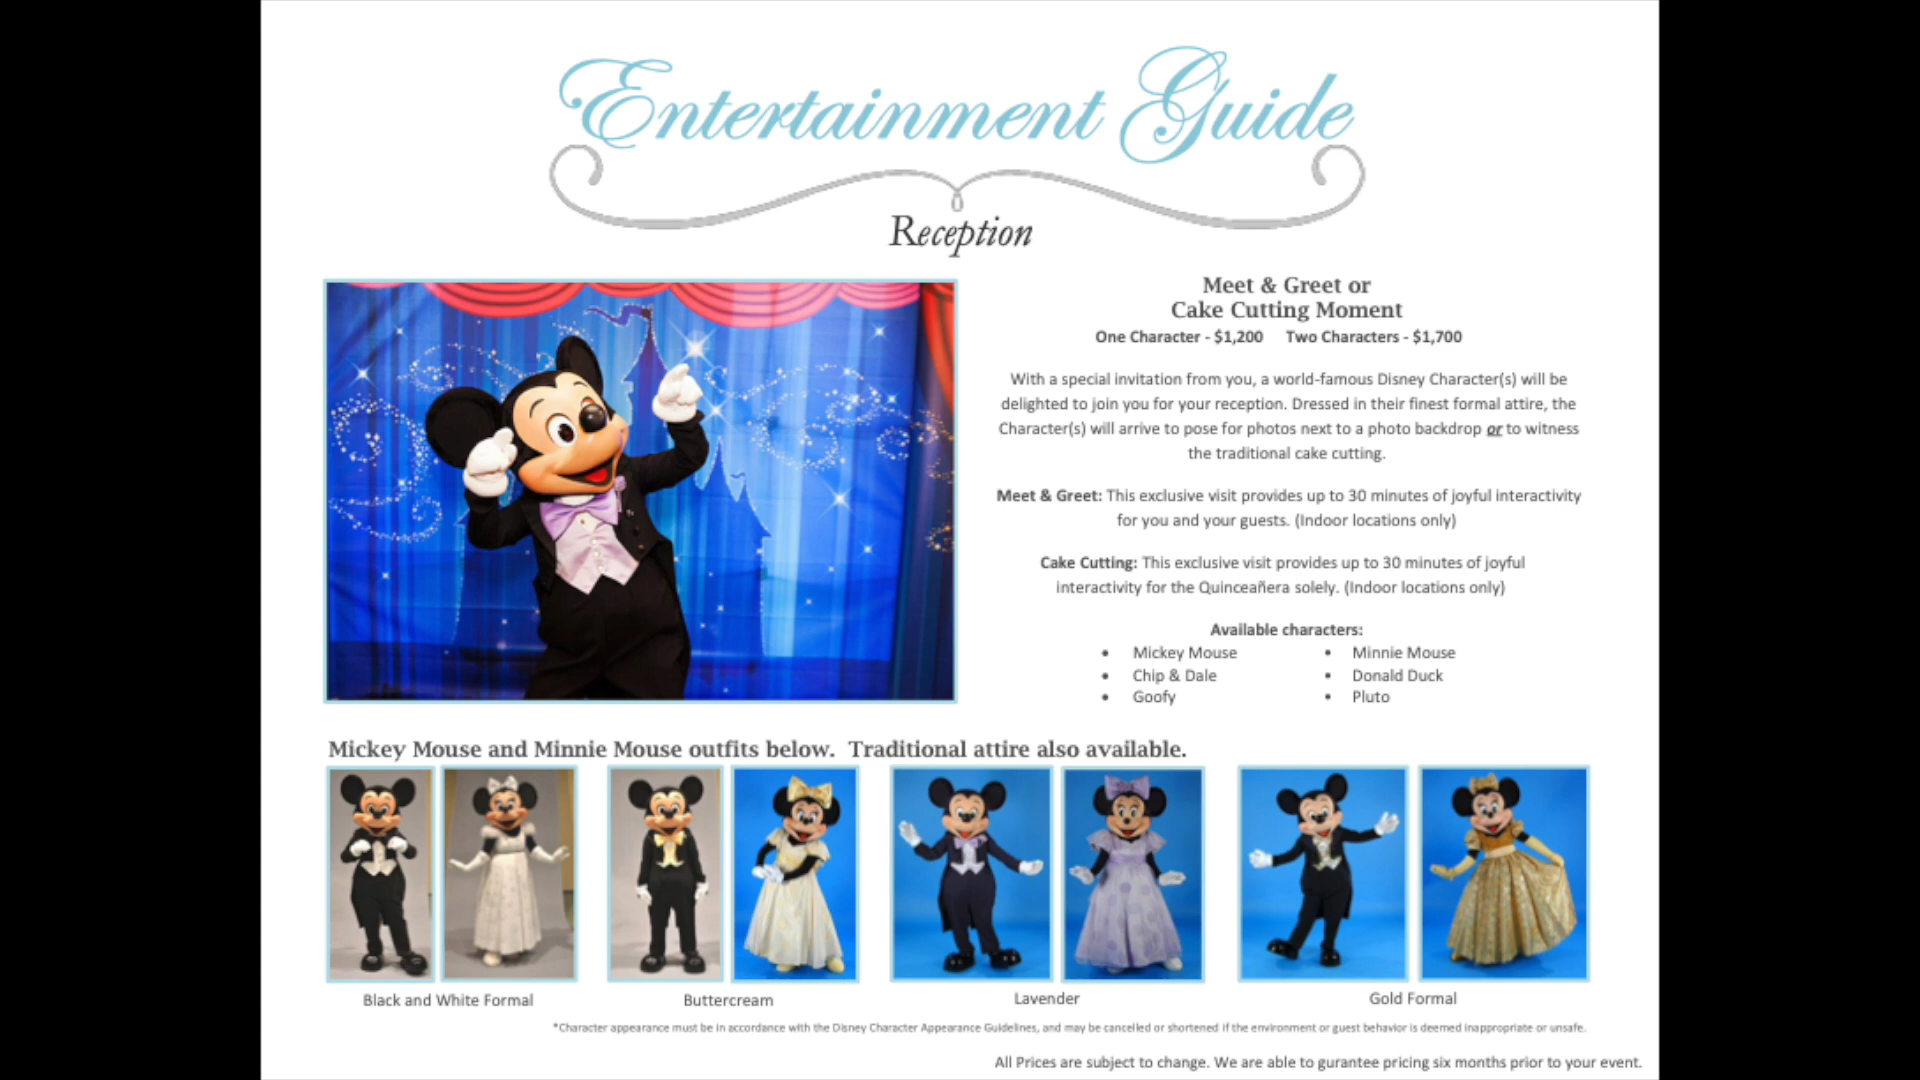 Entertainment Guide
Reception
Meet & Greet or
Cake Cutting Moment
One Character - $1,200 Two Characters - $1,700
With a special invitation from you, a world-famous Disney Character(s) will be
delighted to join you for your reception. Dressed in their finest formal attire, the
Character(s) will arrive to pose for photos next to a photo backdrop or to witness
the traditional cake cutting.
Meet & Greet: This exclusive visit provides up to 30 minutes of joyful interactivity
for you and your guests. (Indoor locations only)
Cake Cutting: This exclusive visit provides up to 30 minutes of joyful
interactivity for the Quinceañera solely. (Indoor locations only)
Available characters:
• Mickey Mouse • Minnie Mouse
• Chip & Dale • Donald Duck
• Goofy • Pluto
Mickey Mouse and Minnie Mouse outfits below. Traditional attire also available.
Black and White Formal Buttercream Lavender Gold Formal
*Character appearance must be in accordance with the Disney Character Appearance Guidelines, and may be cancelled or shortened if the environment or guest behavior is deemed inappropriate or unsafe.
All Prices are subject to change. We are able to gurantee pricing six months prior to your event.